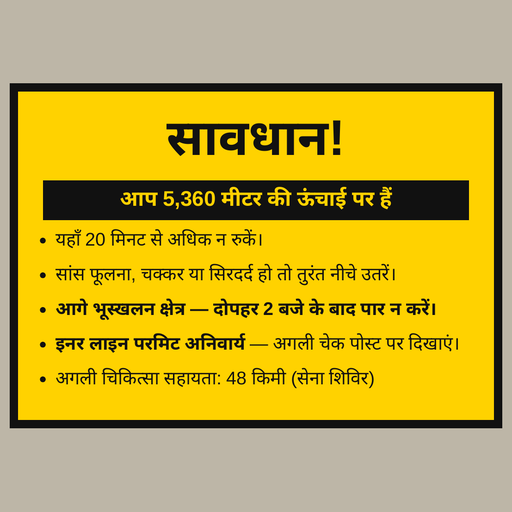 सावधान!
आप 5,360 मीटर की ऊंचाई पर हैं
• यहाँ 20 मिनट से अधिक न रुकें।
• सांस फूलना, चक्कर या सिरदर्द हो तो तुरंत नीचे उतरें।
• आगे भूस्खलन क्षेत्र — दोपहर 2 बजे के बाद पार न करें।
• इनर लाइन परमिट अनिवार्य — अगली चेक पोस्ट पर दिखाएं।
• अगली चिकित्सा सहायता: 48 किमी (सेना शिविर)